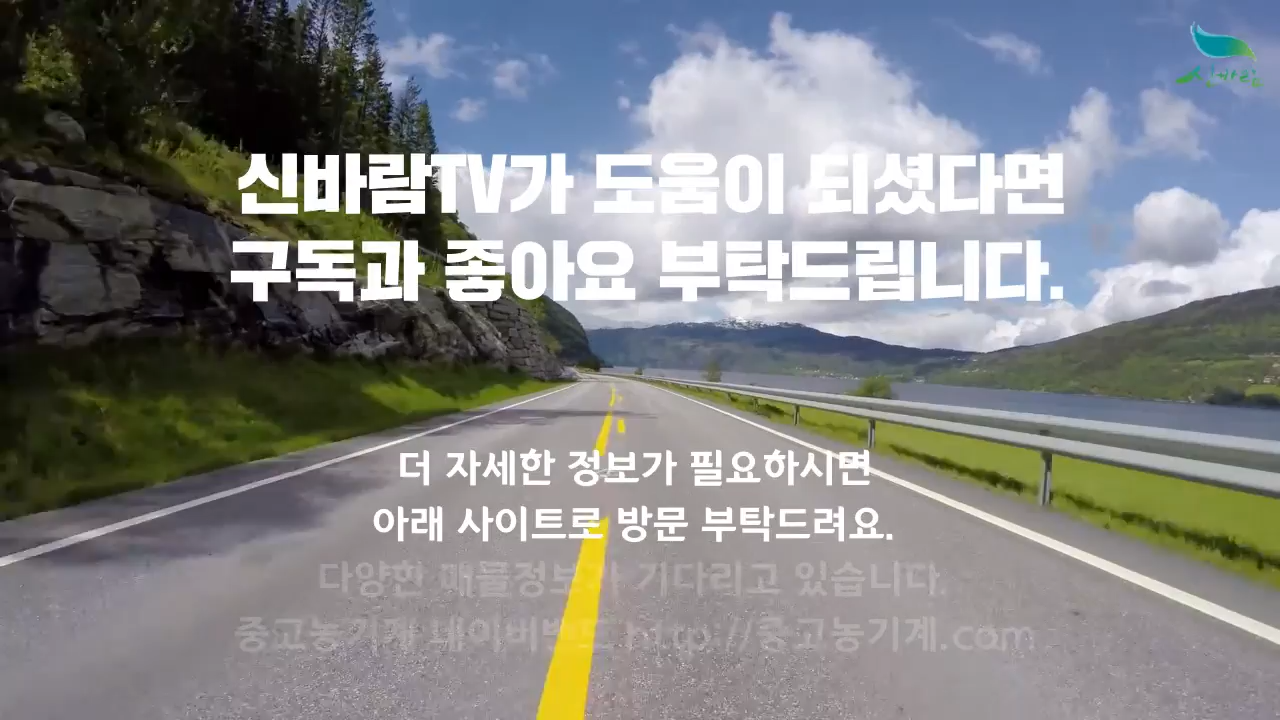 신바람
신바람TV가 도움이 되셨다면
구독과 좋아요 부탁드립니다.
더 자세한 정보가 필요하시면
아래 사이트로 방문 부탁드려요.
다양한 매물정보가 기다리고 있습니다.
중고농기계 네이버밴드 http://중고농기계.com